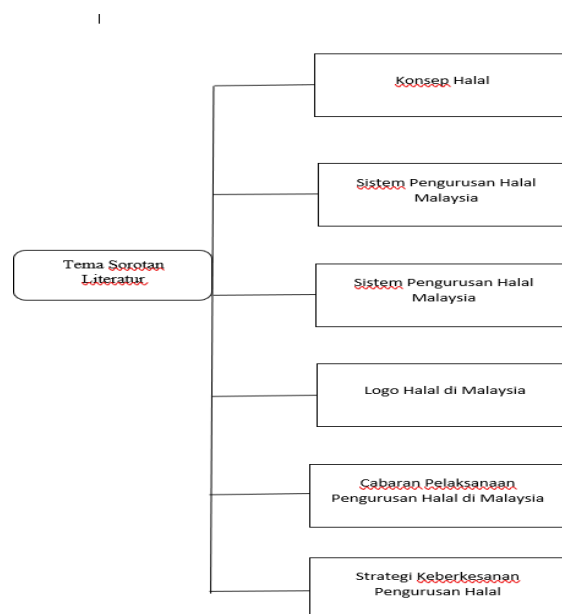 Konsep Halal
Sistem Pengurusan Halal
Malaysia
Tema Sorotan
Literatur
Sistem Pengurusan Halal
Malaysia
Logo Halal di Malaysia
Cabaran Pelaksanaan
Pengurusan Halal di Malaysia
Strategi Keberkesanan
Pengurusan Halal